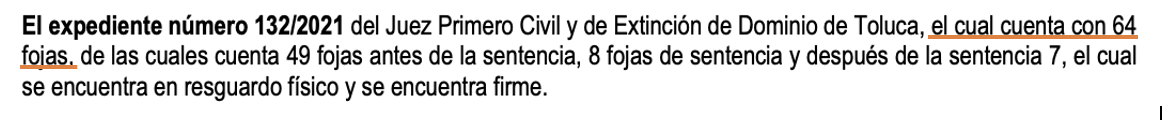 El expediente número 132/2021 del Juez Primero Civil y de Extinción de Dominio de Toluca, el cual cuenta con 64
fojas, de las cuales cuenta 49 fojas antes de la sentencia, 8 fojas de sentencia y después de la sentencia 7, el cual
se encuentra en resguardo físico y se encuentra firme.